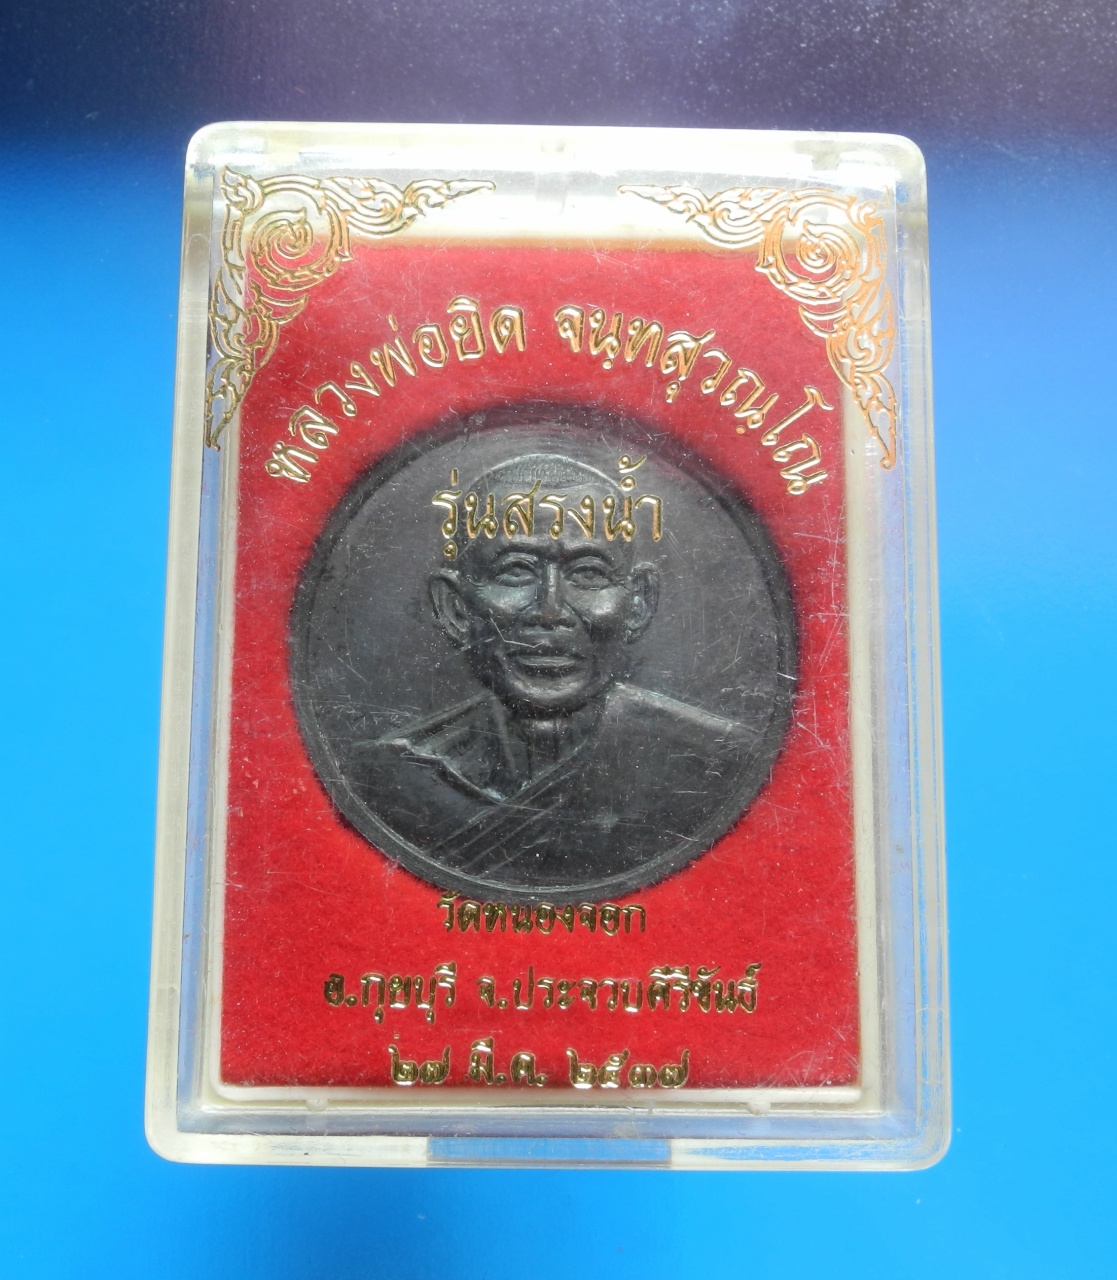 หลวงพ่อยิด จนฺทสุวณฺโณ
รุ่นสรงน้ำ
วัดหนองจอก
อ.กุยบุรี จ.ประจวบคีรีขันธ์
๒๗ มี.ค. ๒๕๓๗